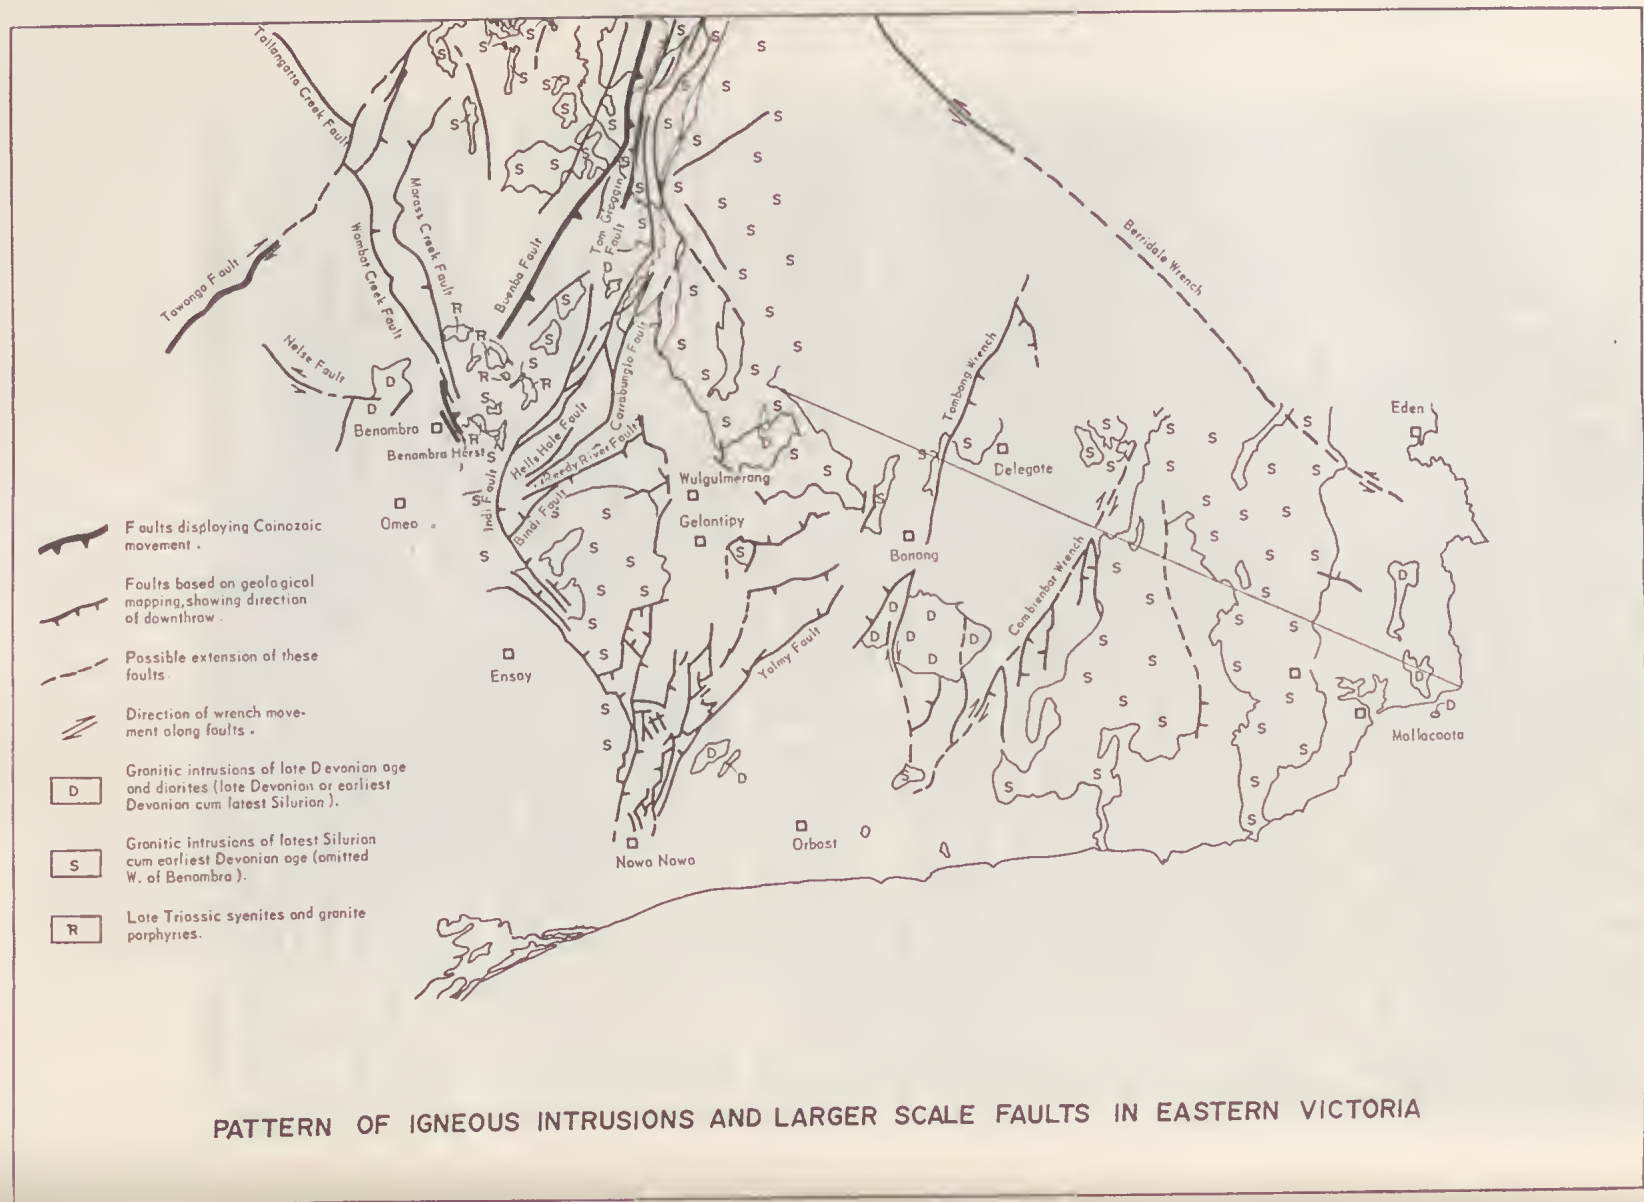 Tallangatta Creek Fault
Tawonga Fault
Wombat Creek Fault
Morass Creek Fault
Buenba Fault
Tom Groggin
Fault
Nelse Fault
Carrabungla Fault
Berridale Wrench
Tombong Wrench
Benambra
Benambra Horst
Hells Hole Fault
Reedy River Fault
Indi Fault
Bindi Fault
Omeo
Wulgulmerang
Gelantipy
Delegate
Eden
Bonang
Combienbar Wrench
Yalmy Fault
Ensay
Nowa Nowa
Orbost
Mallacoota
Faults displaying Cainozoic
movement .
Faults based on geological
mapping, showing direction
of downthrow .
Possible extension of these
faults.
Direction of wrench move-
ment along faults .
D
Granitic intrusions of late Devonian age
and diorites (late Devonian or earliest
Devonian cum latest Silurian ).
S
Granitic intrusions of latest Silurian
cum earliest Devonian age (omitted
W. of Benambra ).
R
Late Triassic syenites and granite
porphyries.
PATTERN OF IGNEOUS INTRUSIONS AND LARGER SCALE FAULTS IN EASTERN VICTORIA